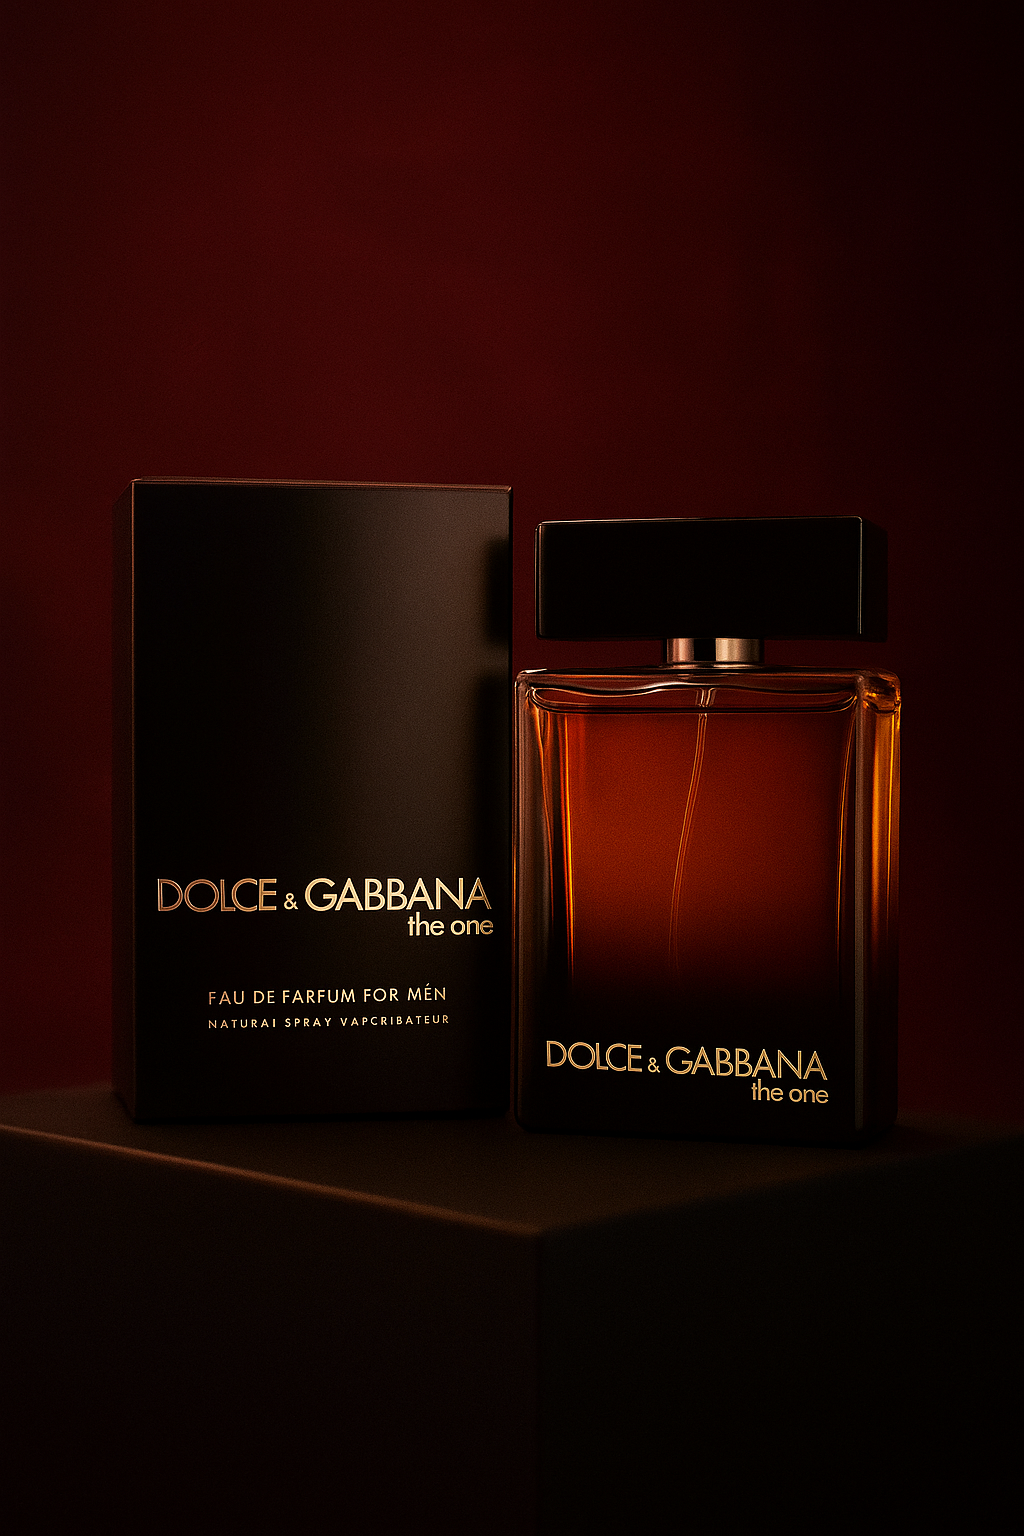 DOLCE & GABBANA
the one
FAU DE FARFUM FOR MÉN
NATURAI SPRAY VAPCRIBATEUR
DOLCE & GABBANA
the one